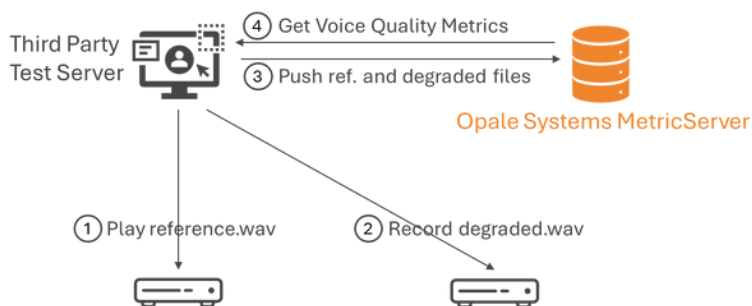 ④ Get Voice Quality Metrics
Third Party
Test Server
③ Push ref. and degraded files
Opale Systems MetricServer
① Play reference.wav
② Record degraded.wav